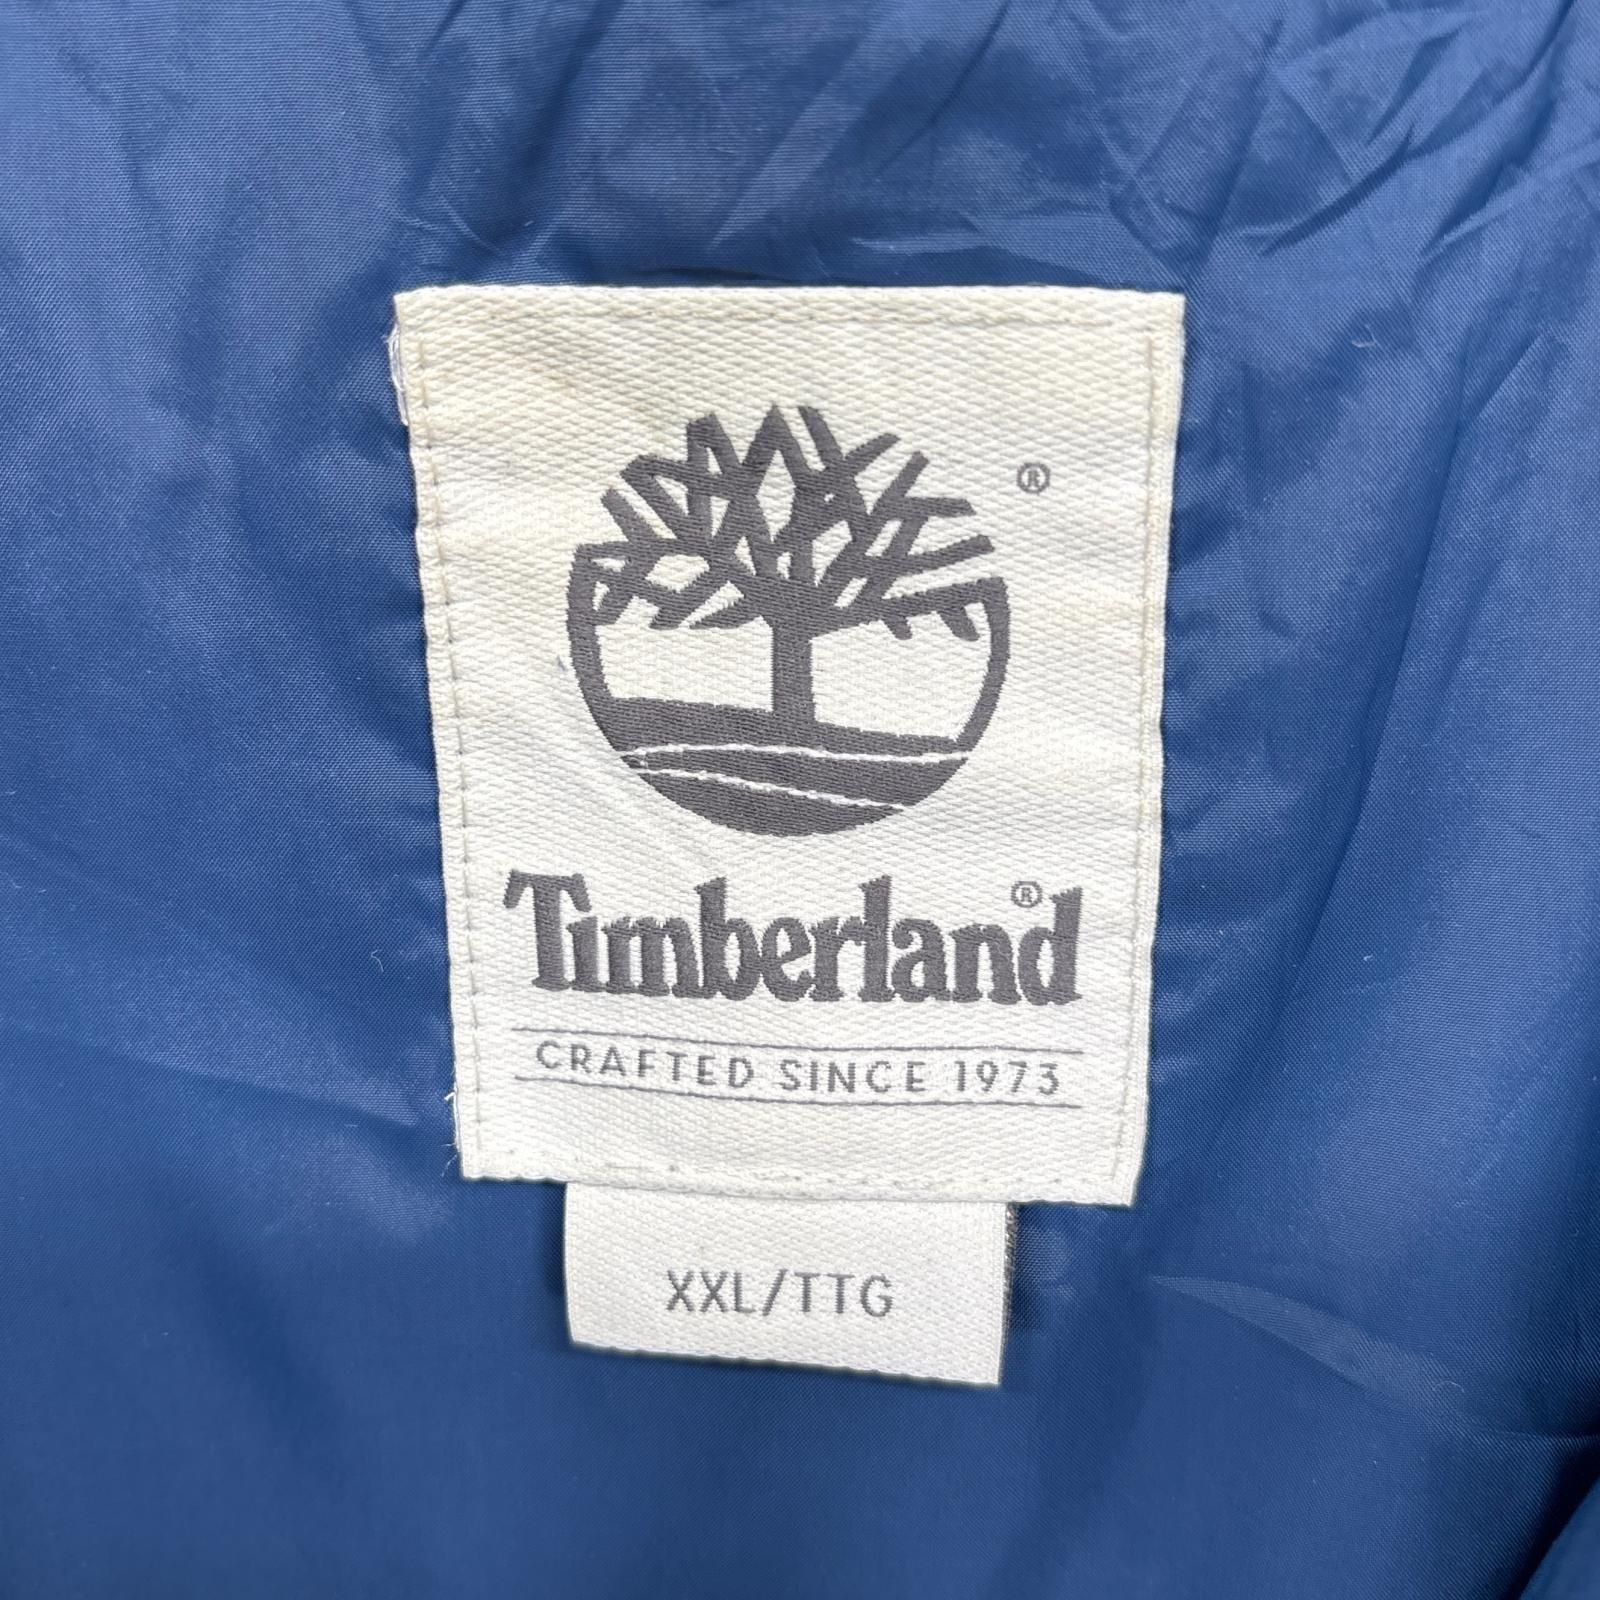 ®
Timberland®
CRAFTED SINCE 1973
XXL/TTG